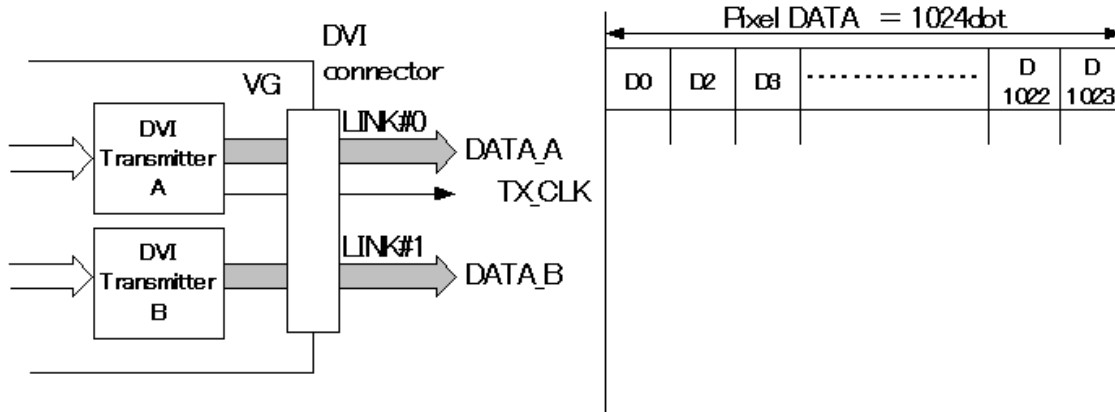 DVI
connector
VG
LINK#0
DVI
Transmitter
A
DATA_A
TX_CLK
LINK#1
DVI
Transmitter
B
DATA_B
Pixel DATA = 1024dot
D0 D2 D3 D D
1022 1023